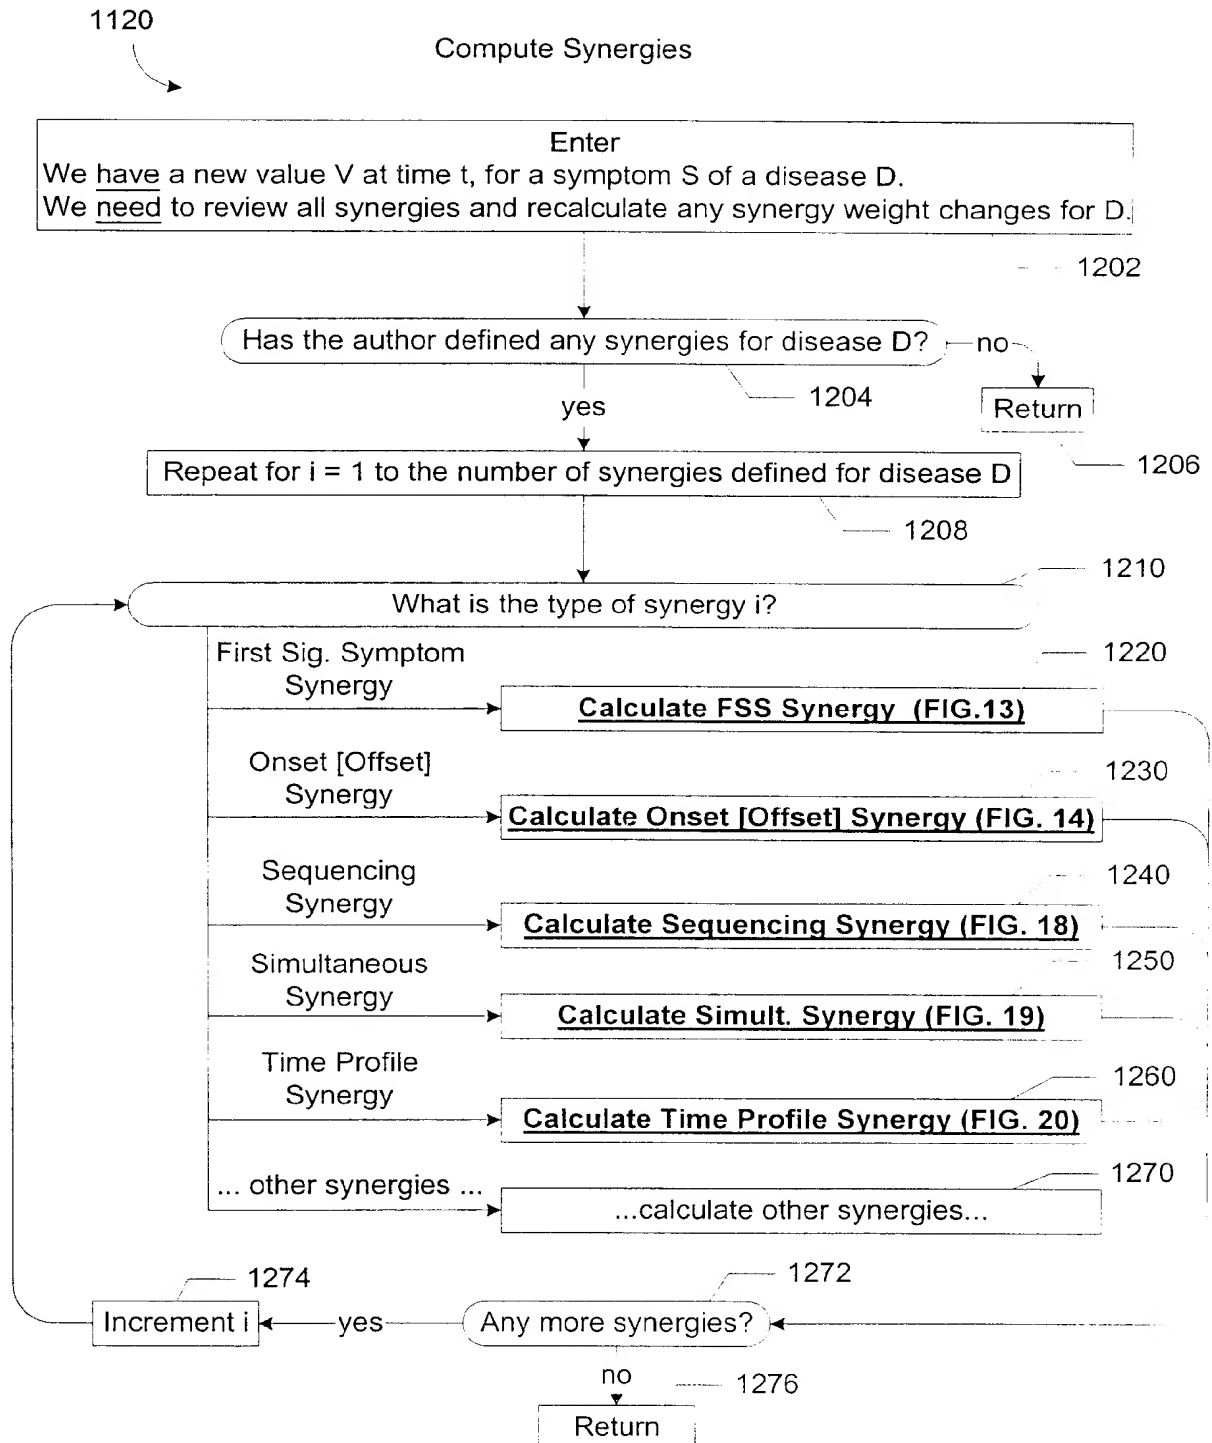 1120
Compute Synergies
Enter
We have a new value V at time t, for a symptom S of a disease D.
We need to review all synergies and recalculate any synergy weight changes for D.
1202
Has the author defined any synergies for disease D?
no
1204
Return
yes
1206
Repeat for i = 1 to the number of synergies defined for disease D
1208
1210
What is the type of synergy i?
First Sig. Symptom
Synergy
1220
Calculate FSS Synergy (FIG.13)
Onset [Offset]
Synergy
1230
Calculate Onset [Offset] Synergy (FIG. 14)
Sequencing
Synergy
1240
Calculate Sequencing Synergy (FIG. 18)
Simultaneous
Synergy
1250
Calculate Simult. Synergy (FIG. 19)
Time Profile
Synergy
1260
Calculate Time Profile Synergy (FIG. 20)
... other synergies ...
1270
...calculate other synergies...
1274
1272
Increment i
yes
Any more synergies?
no
1276
Return